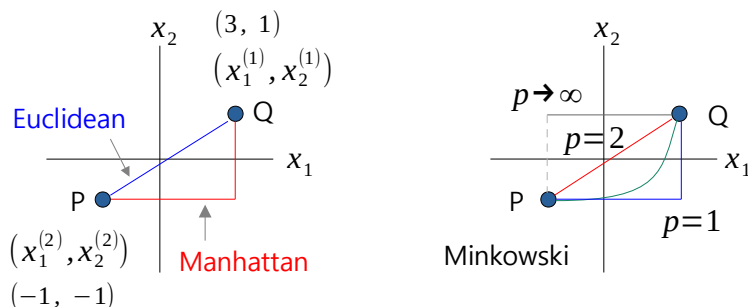 x₂
(3, 1)
(x₁⁽¹⁾, x₂⁽¹⁾)
Euclidean
Q
x₁
P
(x₁⁽²⁾, x₂⁽²⁾)
(−1, −1)
Manhattan
x₂
p→∞
Q
p=2
x₁
P
p=1
Minkowski